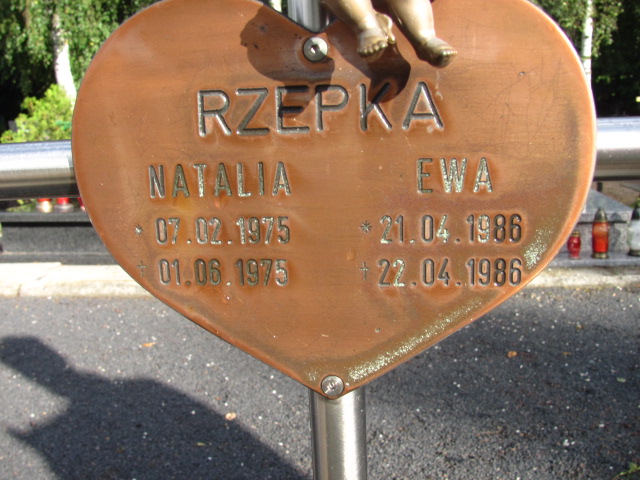 RZEPKA
NATALIA EWA
* 07.02.1975 * 21.04.1986
† 01.06.1975 † 22.04.1986